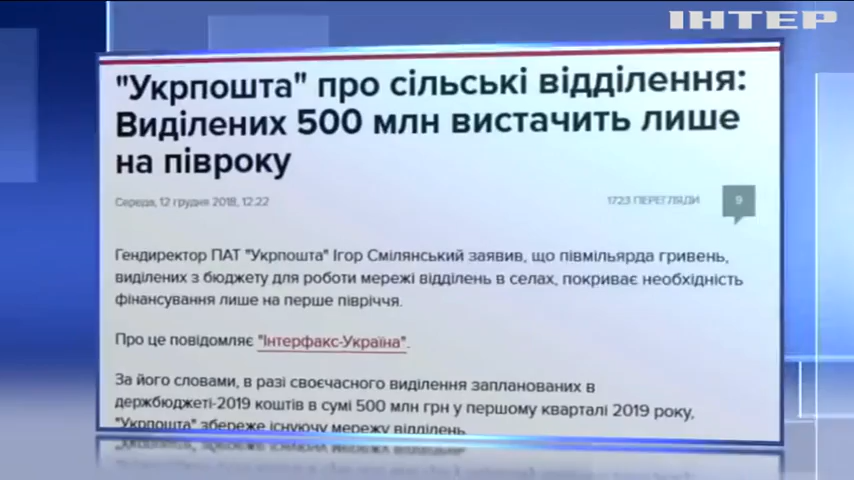 ІНТЕР
"Укрпошта" про сільські відділення:
Виділених 500 млн вистачить лише
на півроку
Середа, 12 грудня 2018, 12:22
1723 ПЕРЕГЛЯДИ
9
Гендиректор ПАТ "Укрпошта" Ігор Смілянський заявив, що півмільярда гривень,
виділених з бюджету для роботи мережі відділень в селах, покриває необхідність
фінансування лише на перше півріччя.
Про це повідомляє "Інтерфакс-Україна".
За його словами, в разі своєчасного виділення запланованих в
держбюджеті-2019 коштів в сумі 500 млн грн у першому кварталі 2019 року,
"Укрпошта" збереже існуючу мережу відділень